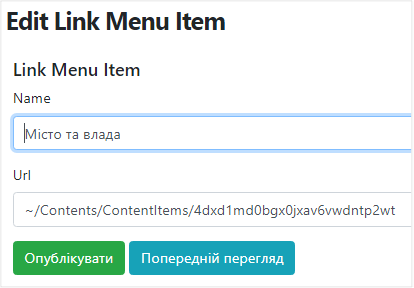 Edit Link Menu Item
Link Menu Item
Name
Місто та влада
Url
~/Contents/ContentItems/4dxd1md0bgx0jxav6vwdntp2wt
Опублікувати Попередній перегляд